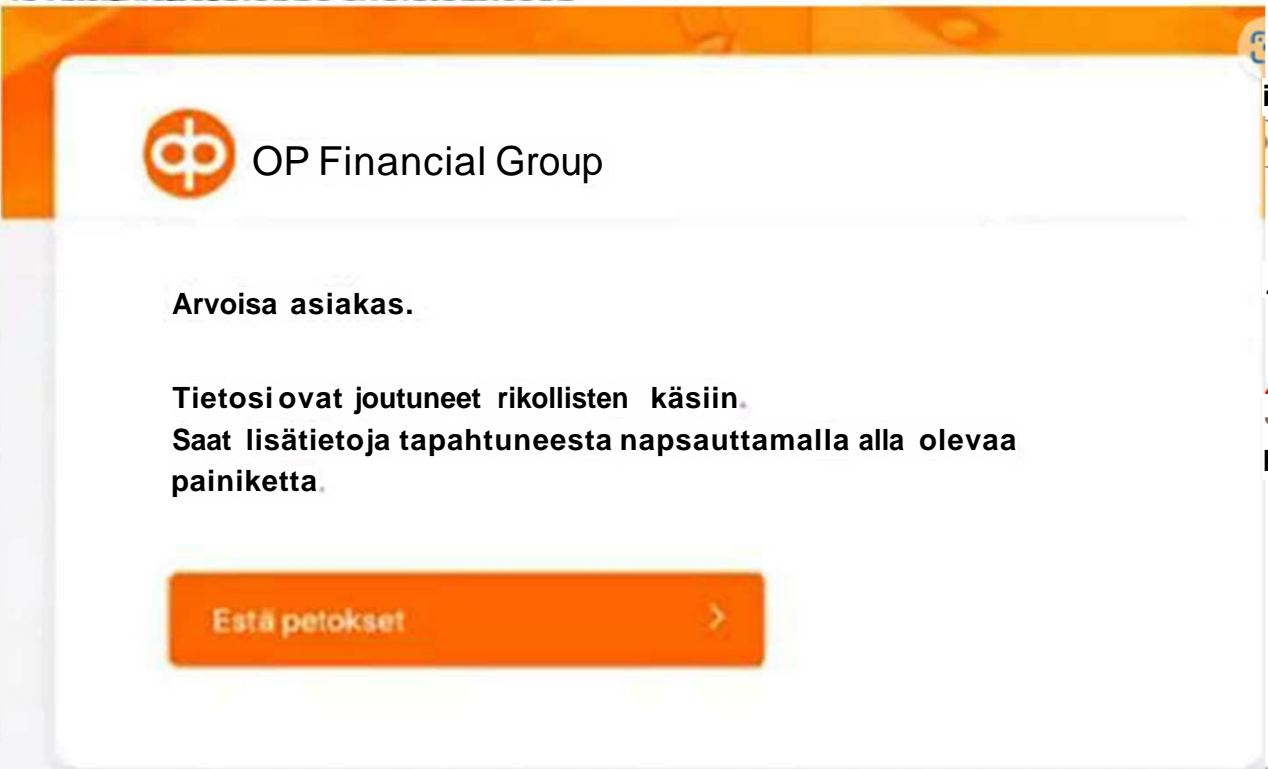 OP Financial Group
Arvoisa asiakas.
Tietosi ovat joutuneet rikollisten käsiin.
Saat lisätietoja tapahtuneesta napsauttamalla alla olevaa
painiketta.
Estä petokset